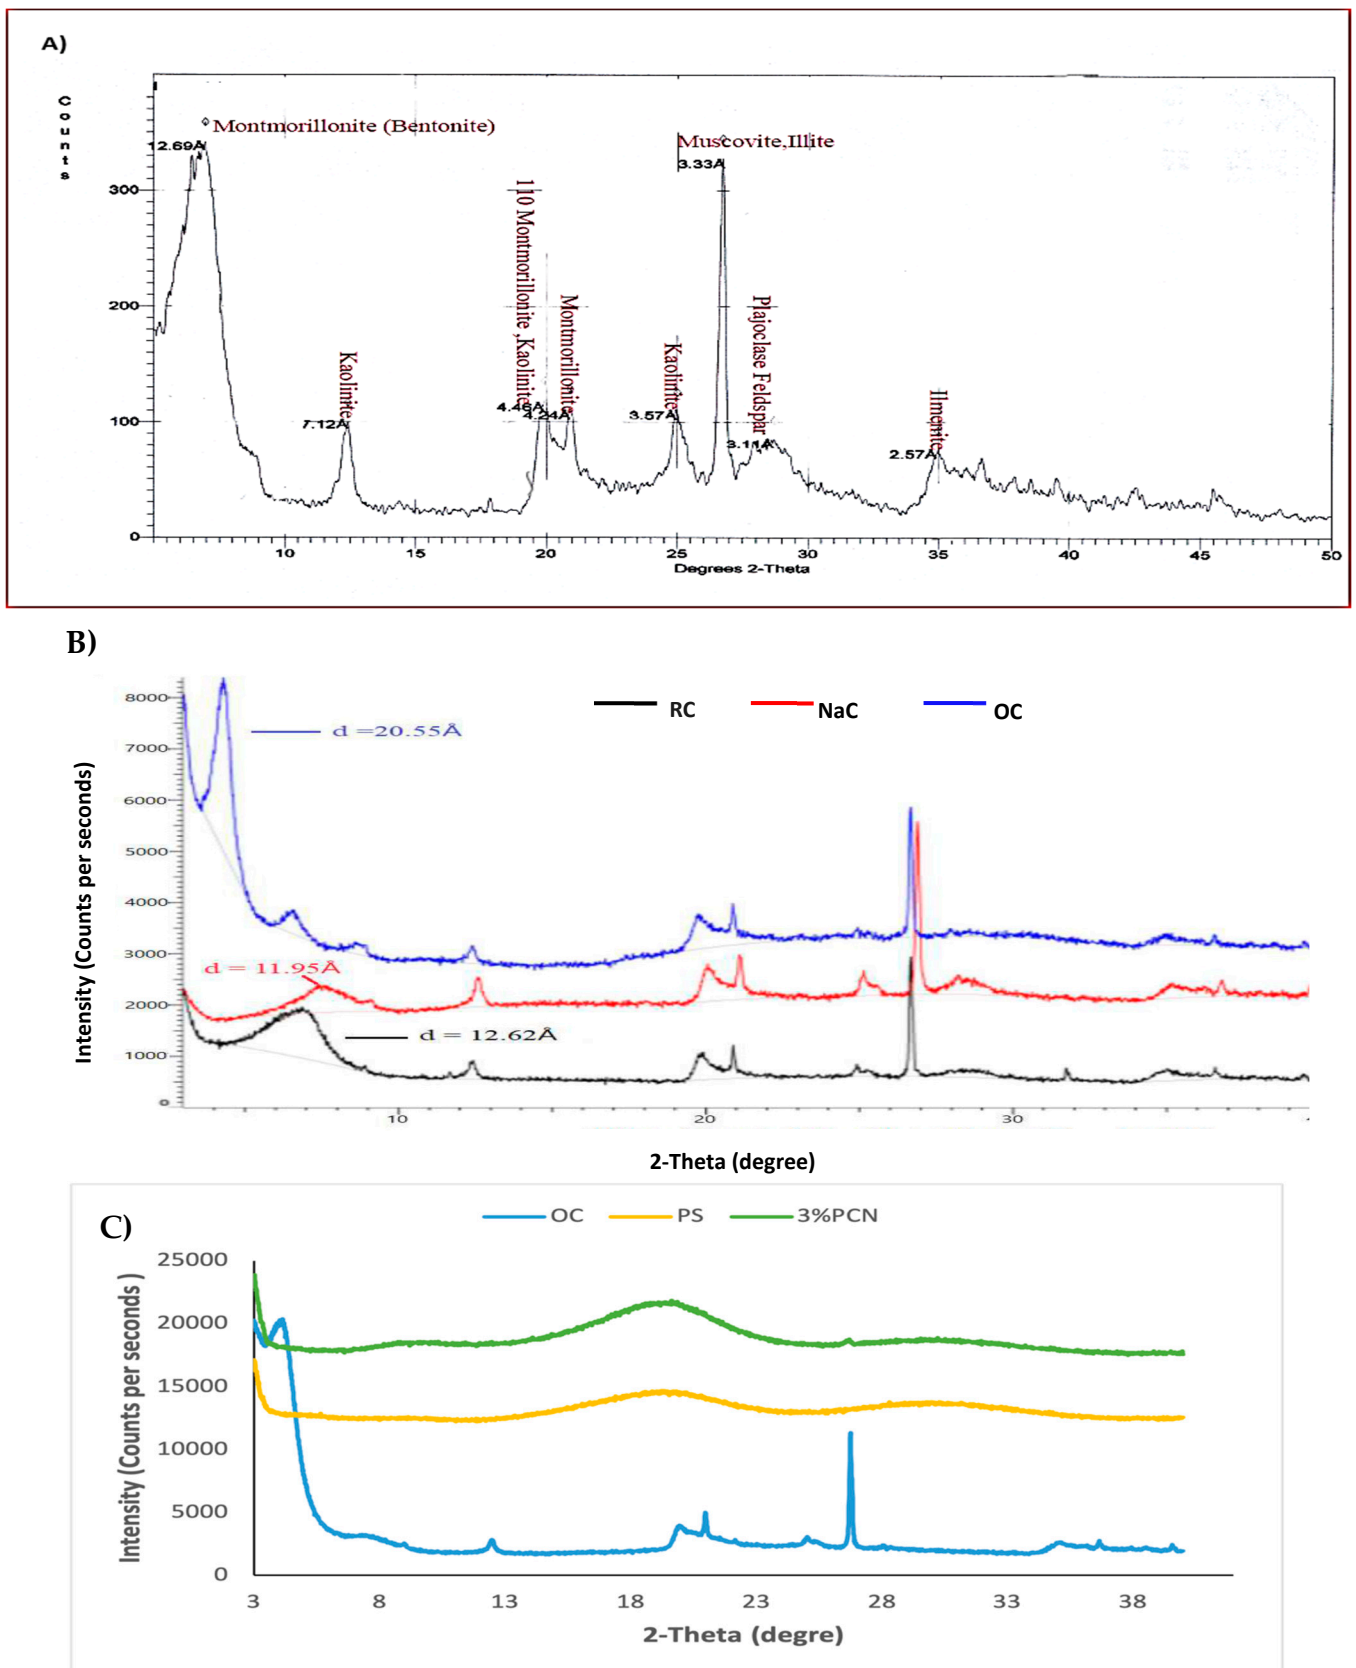 A)
Counts
Montmorillonite (Bentonite)
12.69Å
Muscovite,Illite
3.33Å
300
110 Montmorillonite ,Kaolinite
Montmorillonite
Plajoclase Feldspar
200
Kaolinite
Kaolinite
Ilmenite
4.46Å
4.24Å
3.57Å
7.12Å
100
3.11Å
2.57Å
0
10 15 20 25 30 35 40 45 50
Degrees 2-Theta
B)
8000
RC NaC OC
d =20.55Å
7000
6000
5000
4000
3000
d = 11.95Å
2000
d = 12.62Å
1000
0
10 20 30
Intensity (Counts per seconds)
2-Theta (degree)
C)
OC PS 3%PCN
25000
20000
15000
10000
5000
0
3 8 13 18 23 28 33 38
Intensity (Counts per seconds )
2-Theta (degre)